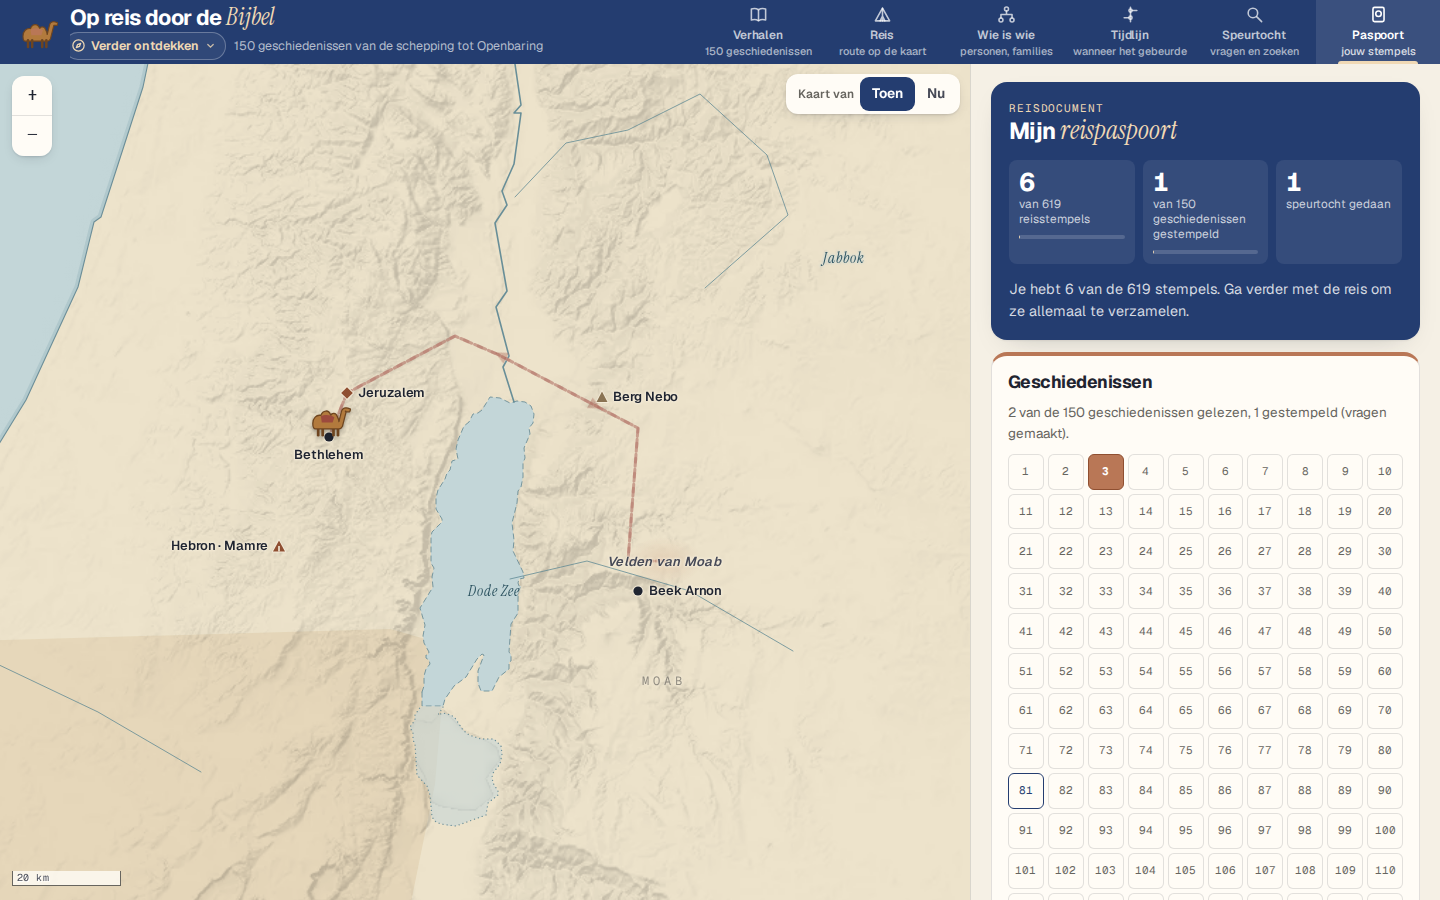 Op reis door de Bijbel
Verder ontdekken
150 geschiedenissen van de schepping tot Openbaring
Verhalen
150 geschiedenissen
Reis
route op de kaart
Wie is wie
personen, families
Tijdlijn
wanneer het gebeurde
Speurtocht
vragen en zoeken
Paspoort
jouw stempels
+
−
Kaart van Toen Nu
Jabbok
Jeruzalem
Berg Nebo
Bethlehem
Hebron · Mamre
Velden van Moab
Dode Zee
Beek Arnon
MOAB
20 km
REISDOCUMENT
Mijn reispaspoort
6
van 619
reisstempels
1
van 150
geschiedenissen
gestempeld
1
speurtocht gedaan
Je hebt 6 van de 619 stempels. Ga verder met de reis om
ze allemaal te verzamelen.
Geschiedenissen
2 van de 150 geschiedenissen gelezen, 1 gestempeld (vragen
gemaakt).
1 2 3 4 5 6 7 8 9 10
11 12 13 14 15 16 17 18 19 20
21 22 23 24 25 26 27 28 29 30
31 32 33 34 35 36 37 38 39 40
41 42 43 44 45 46 47 48 49 50
51 52 53 54 55 56 57 58 59 60
61 62 63 64 65 66 67 68 69 70
71 72 73 74 75 76 77 78 79 80
81 82 83 84 85 86 87 88 89 90
91 92 93 94 95 96 97 98 99 100
101 102 103 104 105 106 107 108 109 110